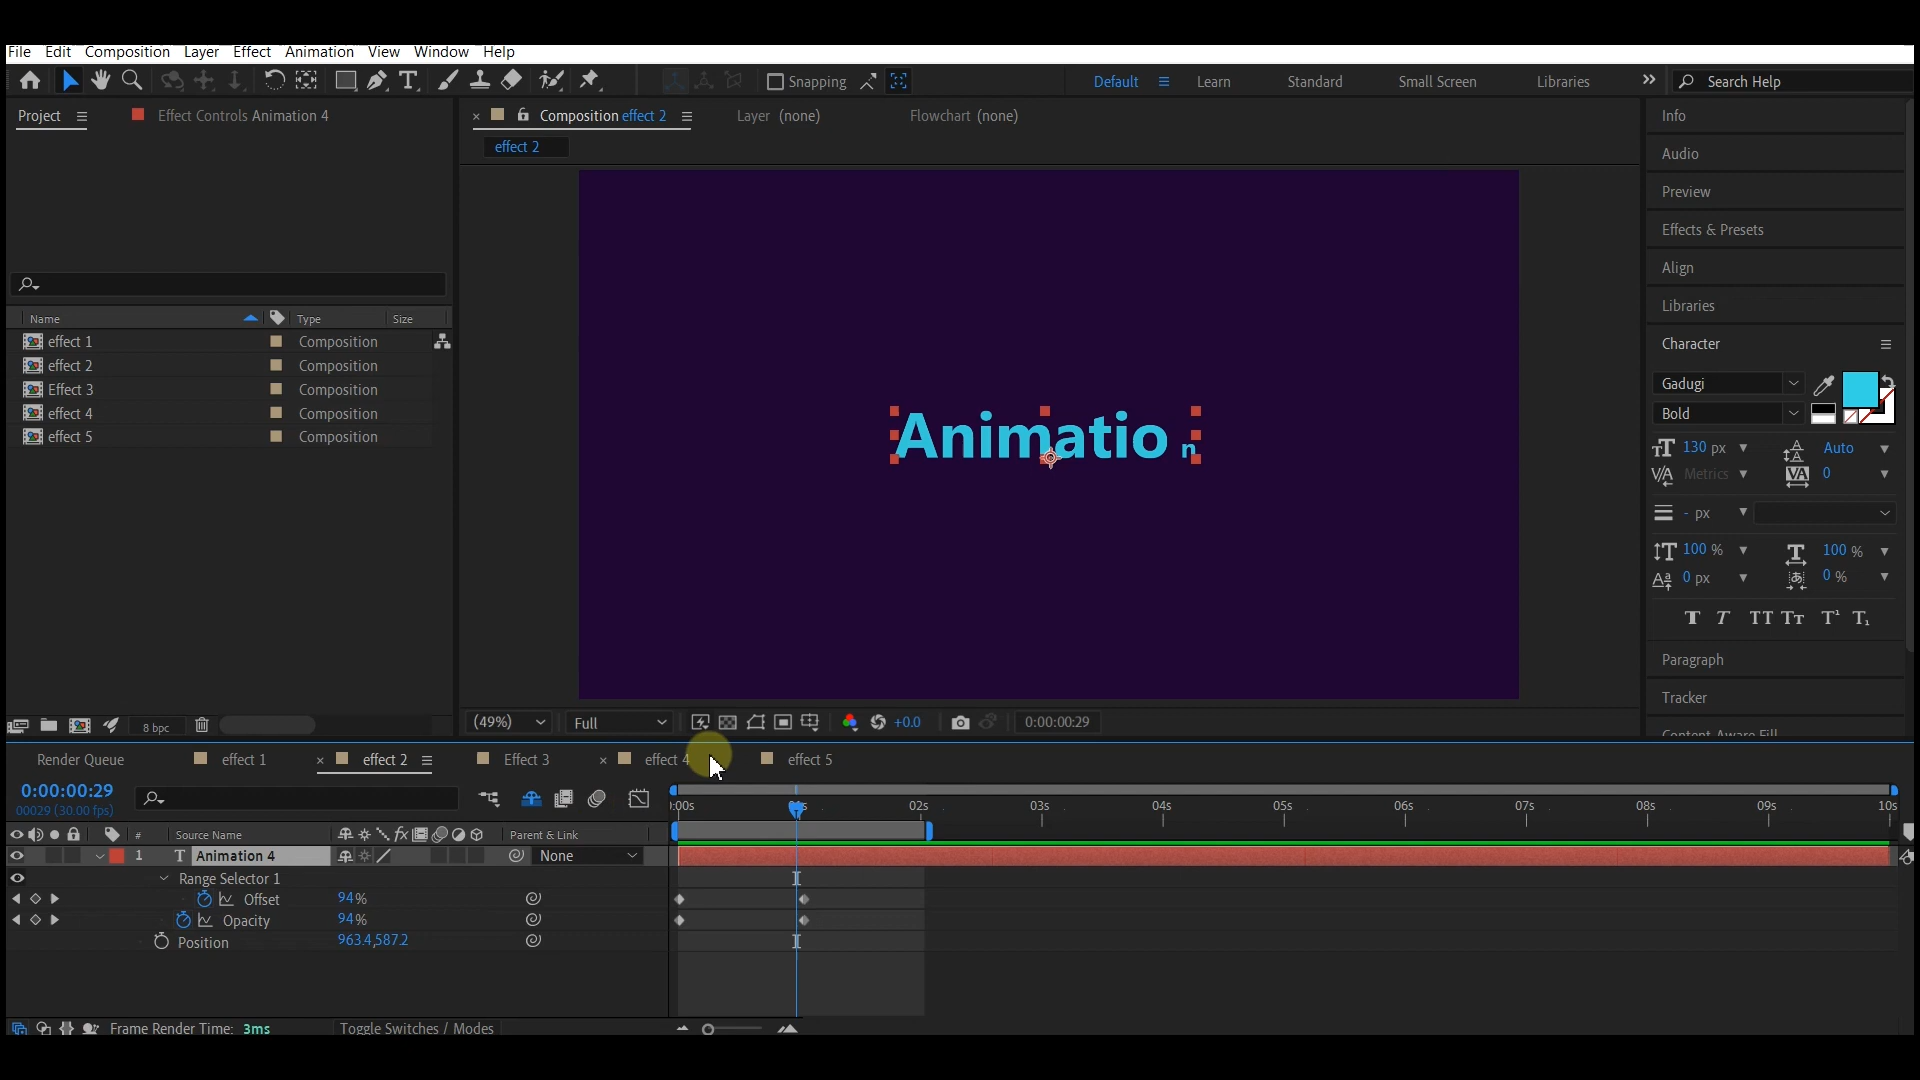 File Edit Composition Layer Effect Animation View Window Help
Snapping Default Learn Standard Small Screen Libraries Search Help
Project Effect Controls Animation 4
Composition effect 2 Layer (none) Flowchart (none)
effect 2
Info
Audio
Preview
Effects & Presets
Align
Libraries
Character
Gadugi
Bold
130 px Auto
Metrics 0
- px
100 % 100 %
0 px 0 %
Paragraph
Tracker
Content-Aware Fill
Name Type Size
effect 1 Composition
effect 2 Composition
Effect 3 Composition
effect 4 Composition
effect 5 Composition
Animatio n
8 bpc
(49%) Full +0.0 0:00:00:29
Render Queue effect 1 effect 2 Effect 3 effect 4 effect 5
0:00:00:29
00029 (30.00 fps)
:00s 02s 03s 04s 05s 06s 07s 08s 09s 10s
# Source Name Parent & Link
1 T Animation 4 None
Range Selector 1
Offset 94%
Opacity 94%
Position 963.4,587.2
Frame Render Time: 3ms Toggle Switches / Modes